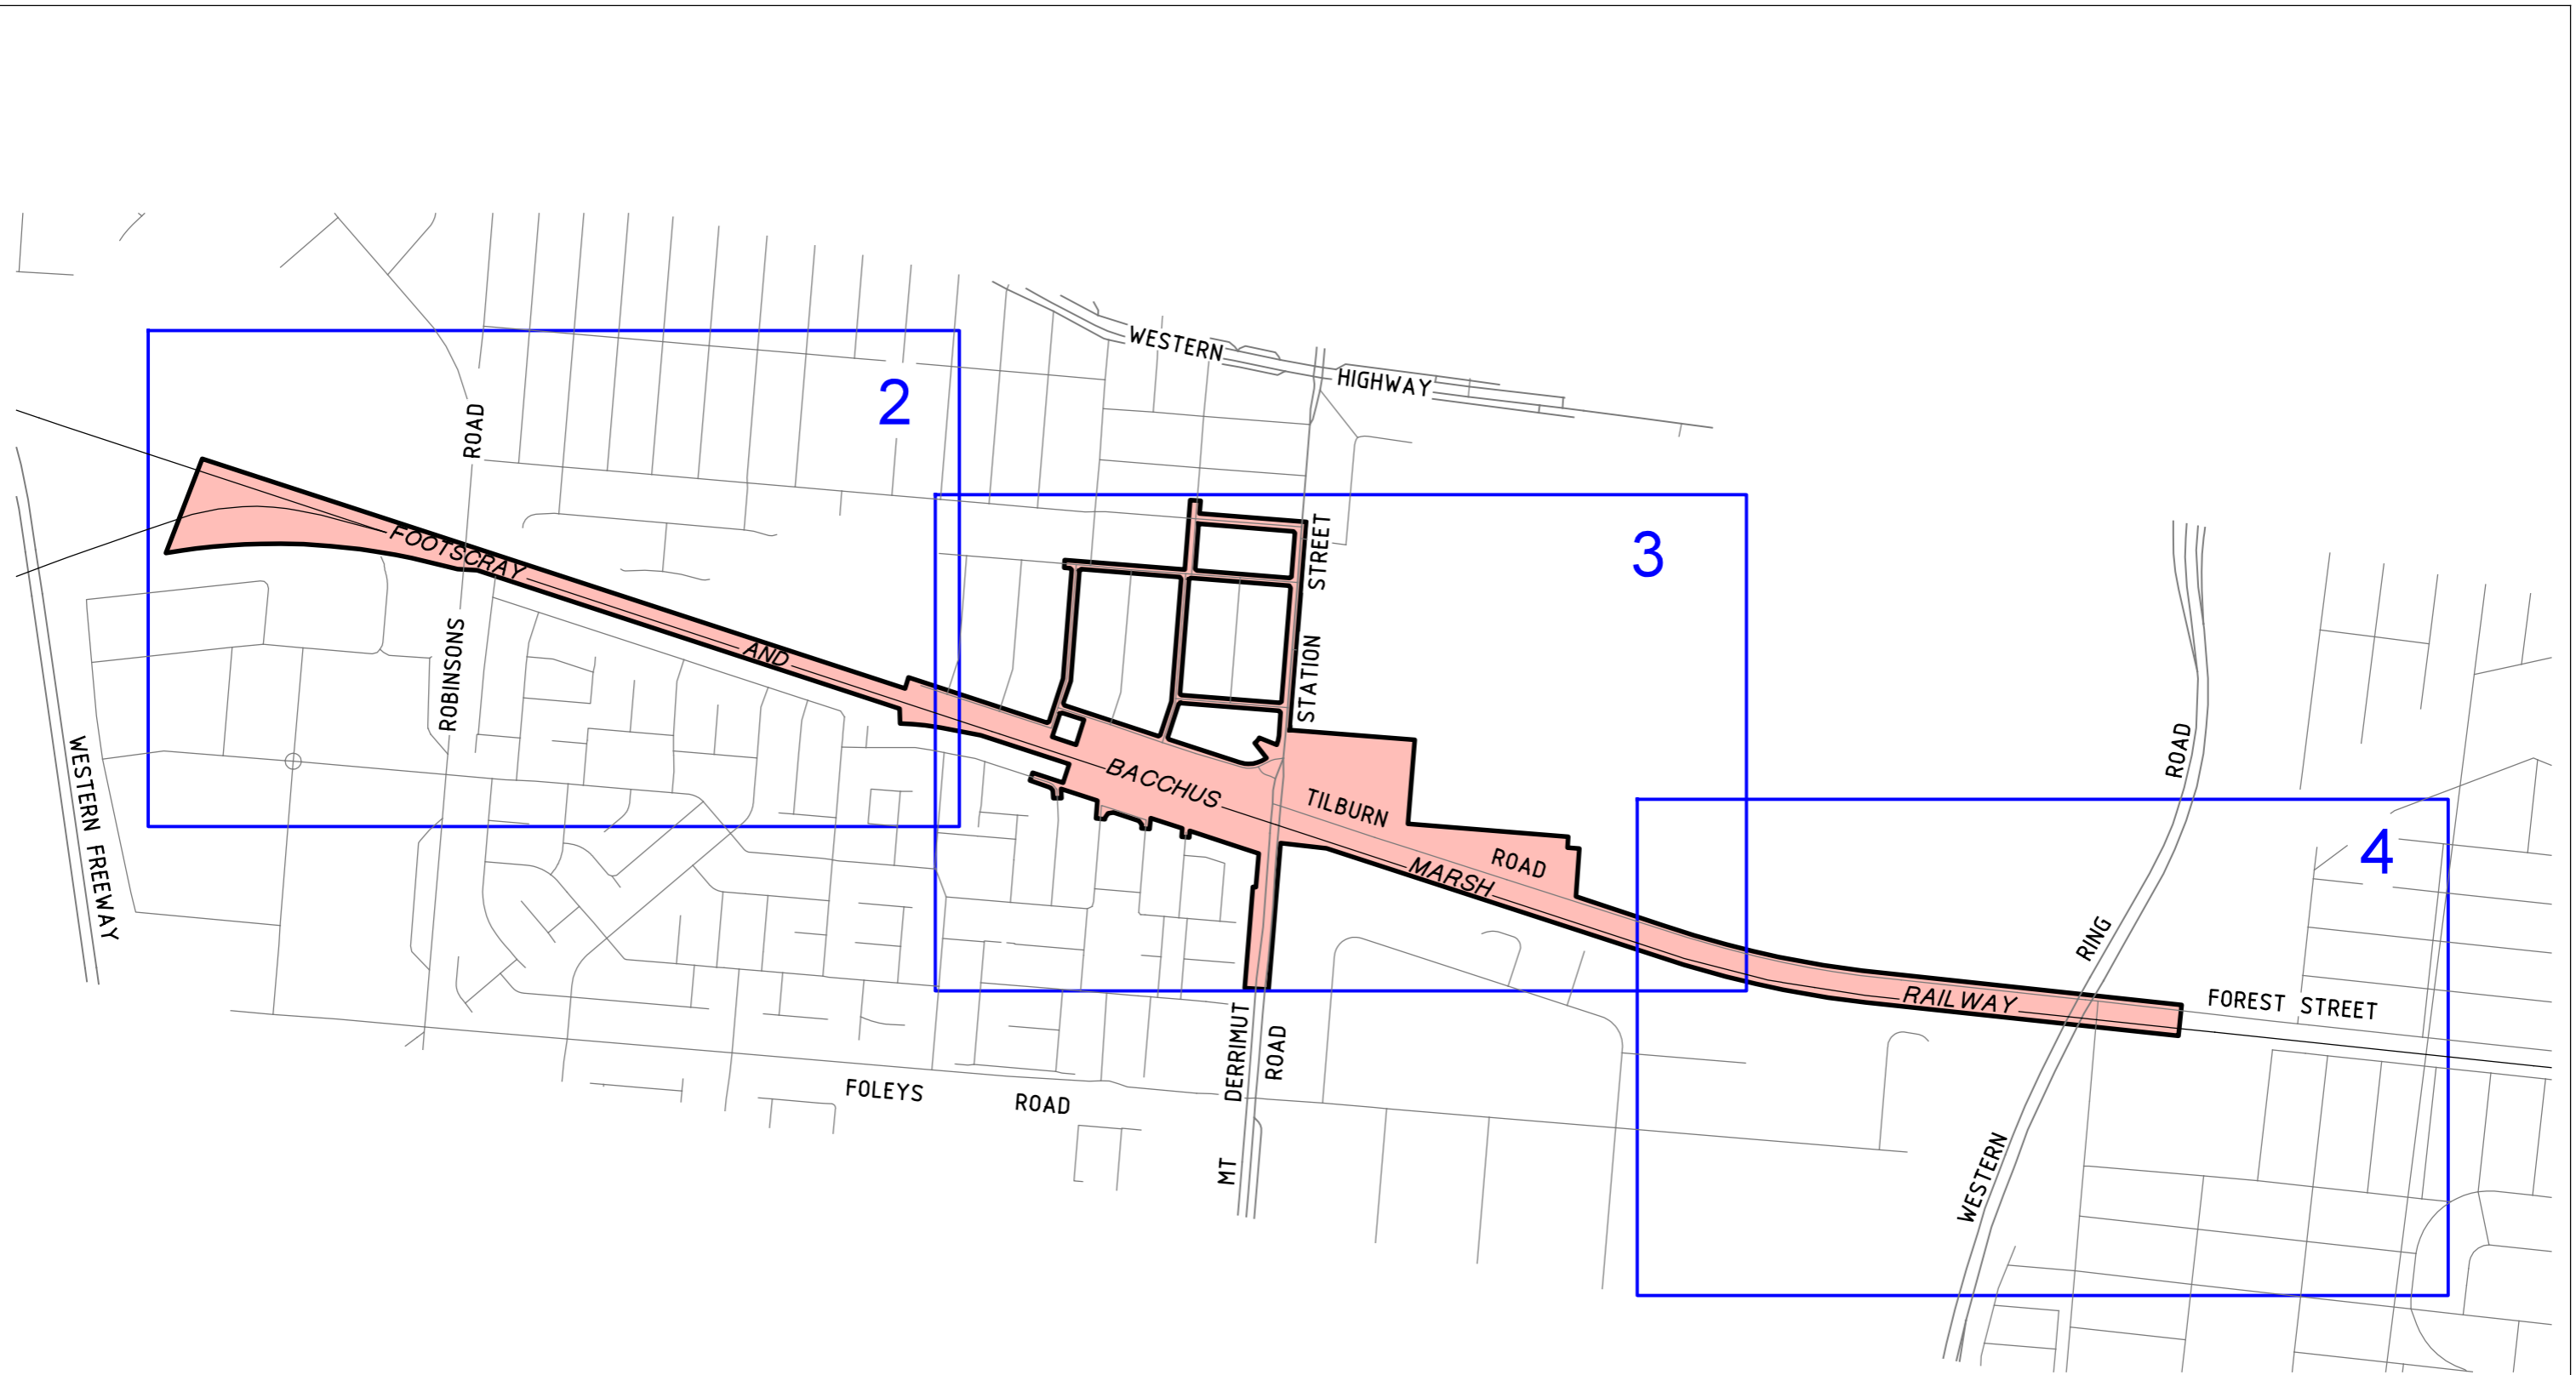 WESTERN
HIGHWAY
2
ROAD
ROBINSONS
FOOTSCRAY
AND
BACCHUS
MARSH
RAILWAY
3
STREET
STATION
TILBURN
ROAD
4
ROAD
RING
WESTERN
FOREST STREET
WESTERN FREEWAY
FOLEYS
ROAD
DERRIMUT
ROAD
MT